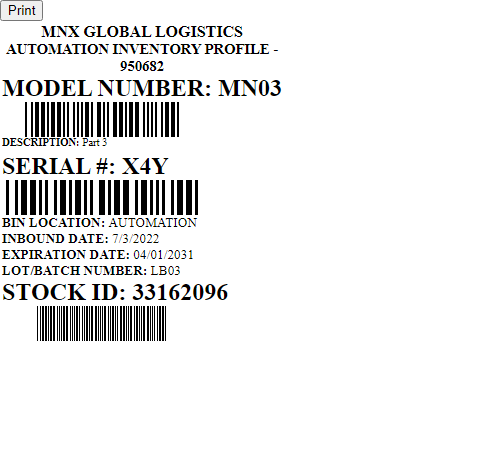 Print
MNX GLOBAL LOGISTICS
AUTOMATION INVENTORY PROFILE -
950682
MODEL NUMBER: MN03
DESCRIPTION: Part 3
SERIAL #: X4Y
BIN LOCATION: AUTOMATION
INBOUND DATE: 7/3/2022
EXPIRATION DATE: 04/01/2031
LOT/BATCH NUMBER: LB03
STOCK ID: 33162096